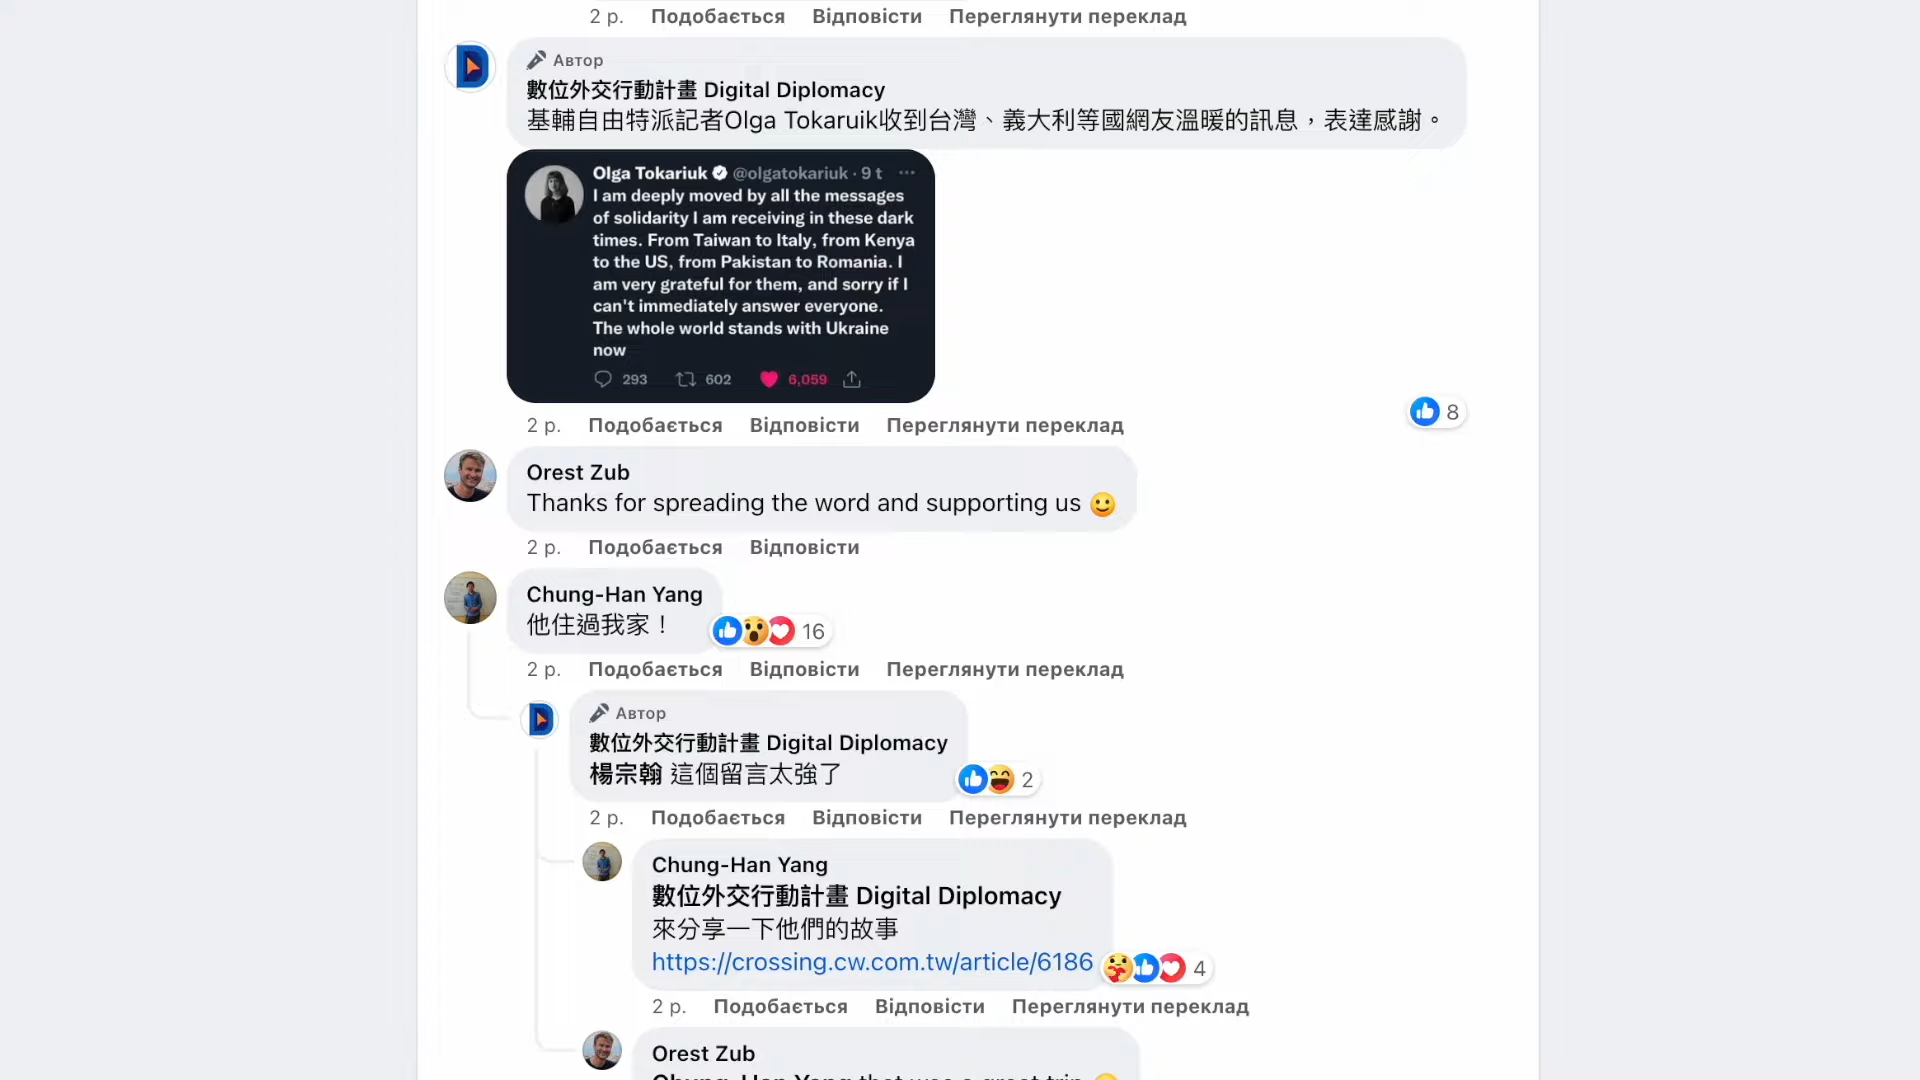 2 р. Подобається Відповісти Переглянути переклад
Автор
數位外交行動計畫 Digital Diplomacy
基輔自由特派記者Olga Tokaruik收到台灣、義大利等國網友溫暖的訊息，表達感謝。
Olga Tokariuk @olgatokariuk · 9 t ...
I am deeply moved by all the messages
of solidarity I am receiving in these dark
times. From Taiwan to Italy, from Kenya
to the US, from Pakistan to Romania. I
am very grateful for them, and sorry if I
can't immediately answer everyone.
The whole world stands with Ukraine
now
293 602 6,059
8
2 р. Подобається Відповісти Переглянути переклад
Orest Zub
Thanks for spreading the word and supporting us 🙂
2 р. Подобається Відповісти
Chung-Han Yang
他住過我家！
16
2 р. Подобається Відповісти Переглянути переклад
Автор
數位外交行動計畫 Digital Diplomacy
楊宗翰 這個留言太強了
2
2 р. Подобається Відповісти Переглянути переклад
Chung-Han Yang
數位外交行動計畫 Digital Diplomacy
來分享一下他們的故事
https://crossing.cw.com.tw/article/6186
4
2 р. Подобається Відповісти Переглянути переклад
Orest Zub
Chung-Han Yang that was a great trip